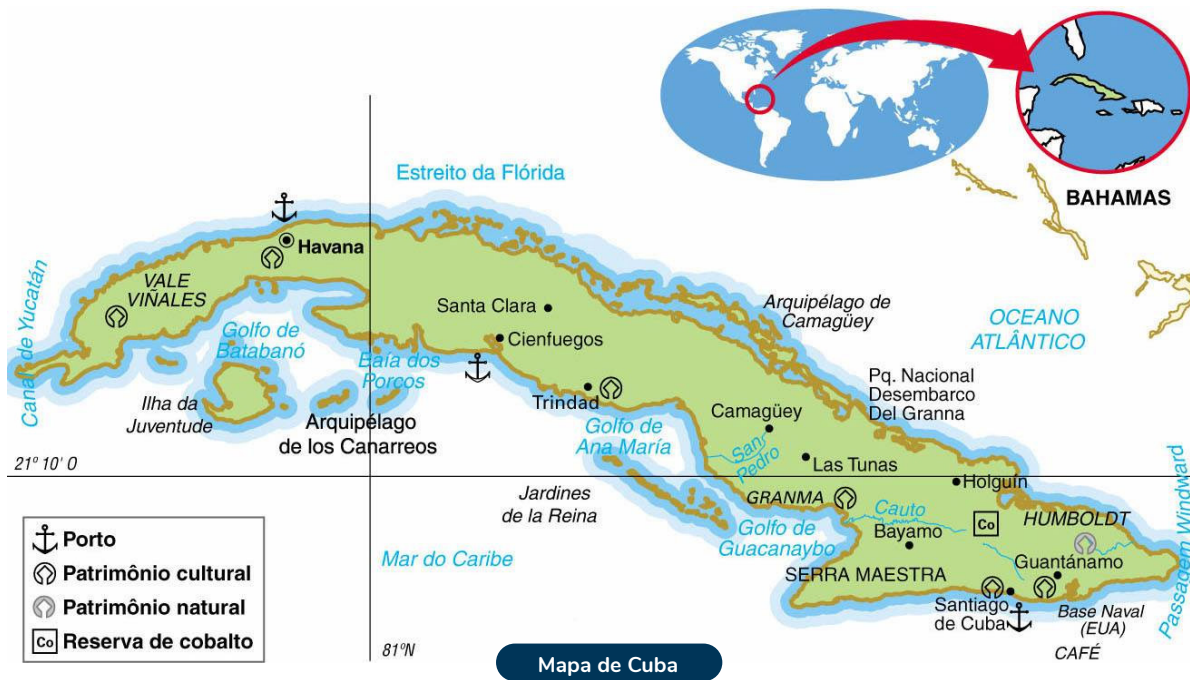 BAHAMAS
Estreito da Flórida
Havana
VALE
VIÑALES
Canal de Yucatán
Golfo de
Batabanó
Ilha da
Juventude
Baía dos
Porcos
Arquipélago
de los Canarreos
Santa Clara
Cienfuegos
Trindad
Golfo de
Ana María
Arquipélago de
Camagüey
OCEANO
ATLÂNTICO
Pq. Nacional
Desembarco
Del Granna
Camagüey
San
Pedro
Las Tunas
Holguín
21º 10' O
Jardines
de la Reina
GRANMA
Golfo de
Guacanaybo
Cauto
Bayamo
Co
HUMBOLDT
Guantánamo
SERRA MAESTRA
Santiago
de Cuba
Base Naval
(EUA)
CAFÉ
Passadem Windward
Mar do Caribe
81ºN
Porto
Patrimônio cultural
Patrimônio natural
Co Reserva de cobalto
Mapa de Cuba